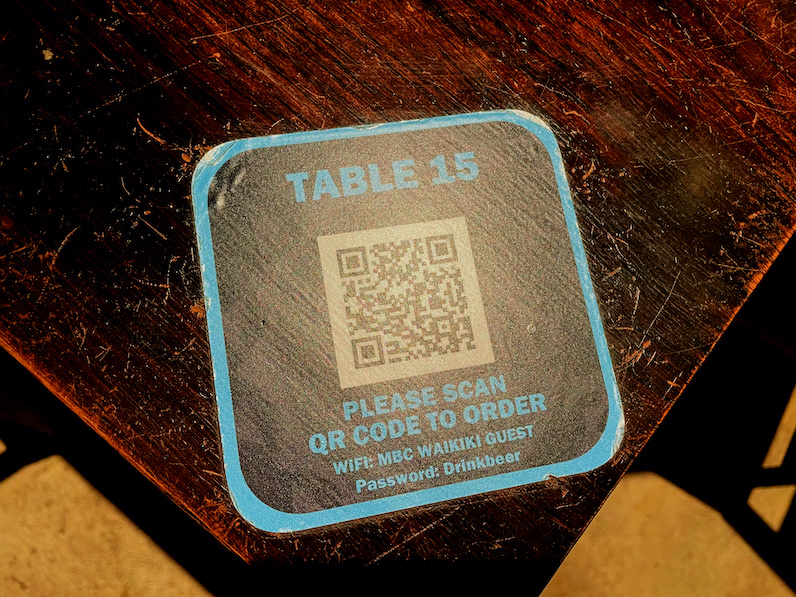 TABLE 15
PLEASE SCAN
QR CODE TO ORDER
WIFI: MBC WAIKIKI GUEST
Password: Drinkbeer